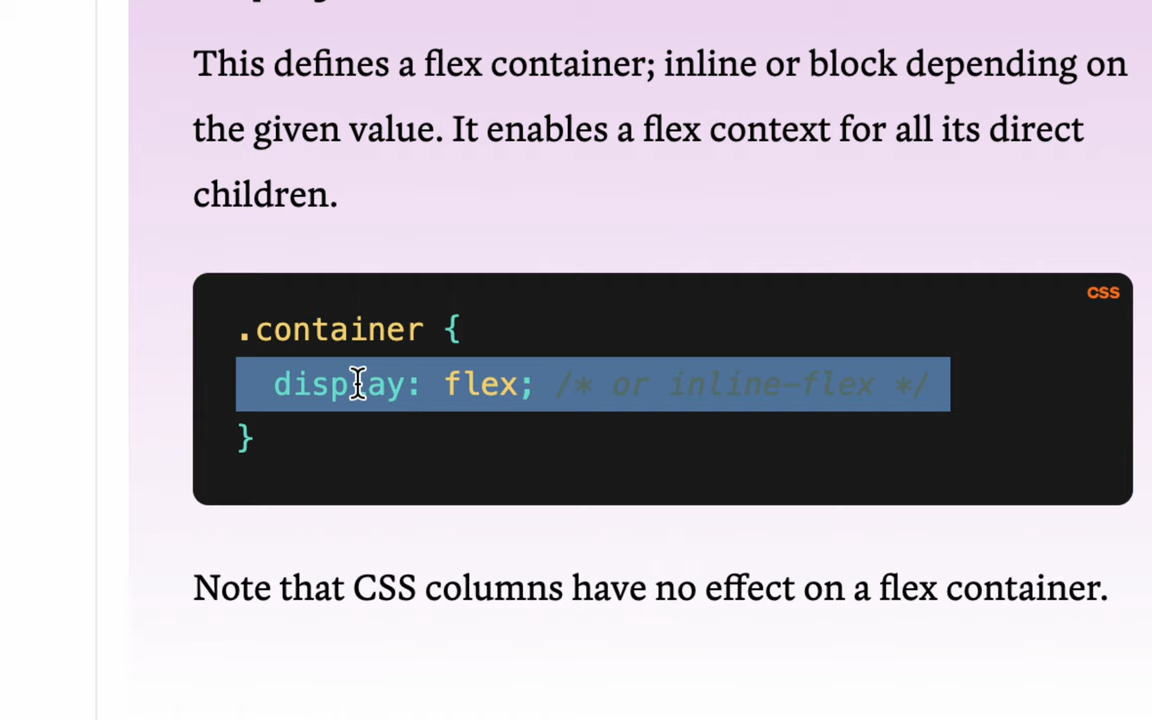 This defines a flex container; inline or block depending on
the given value. It enables a flex context for all its direct
children.
CSS
.container {
  display: flex; /* or inline-flex */
}
Note that CSS columns have no effect on a flex container.